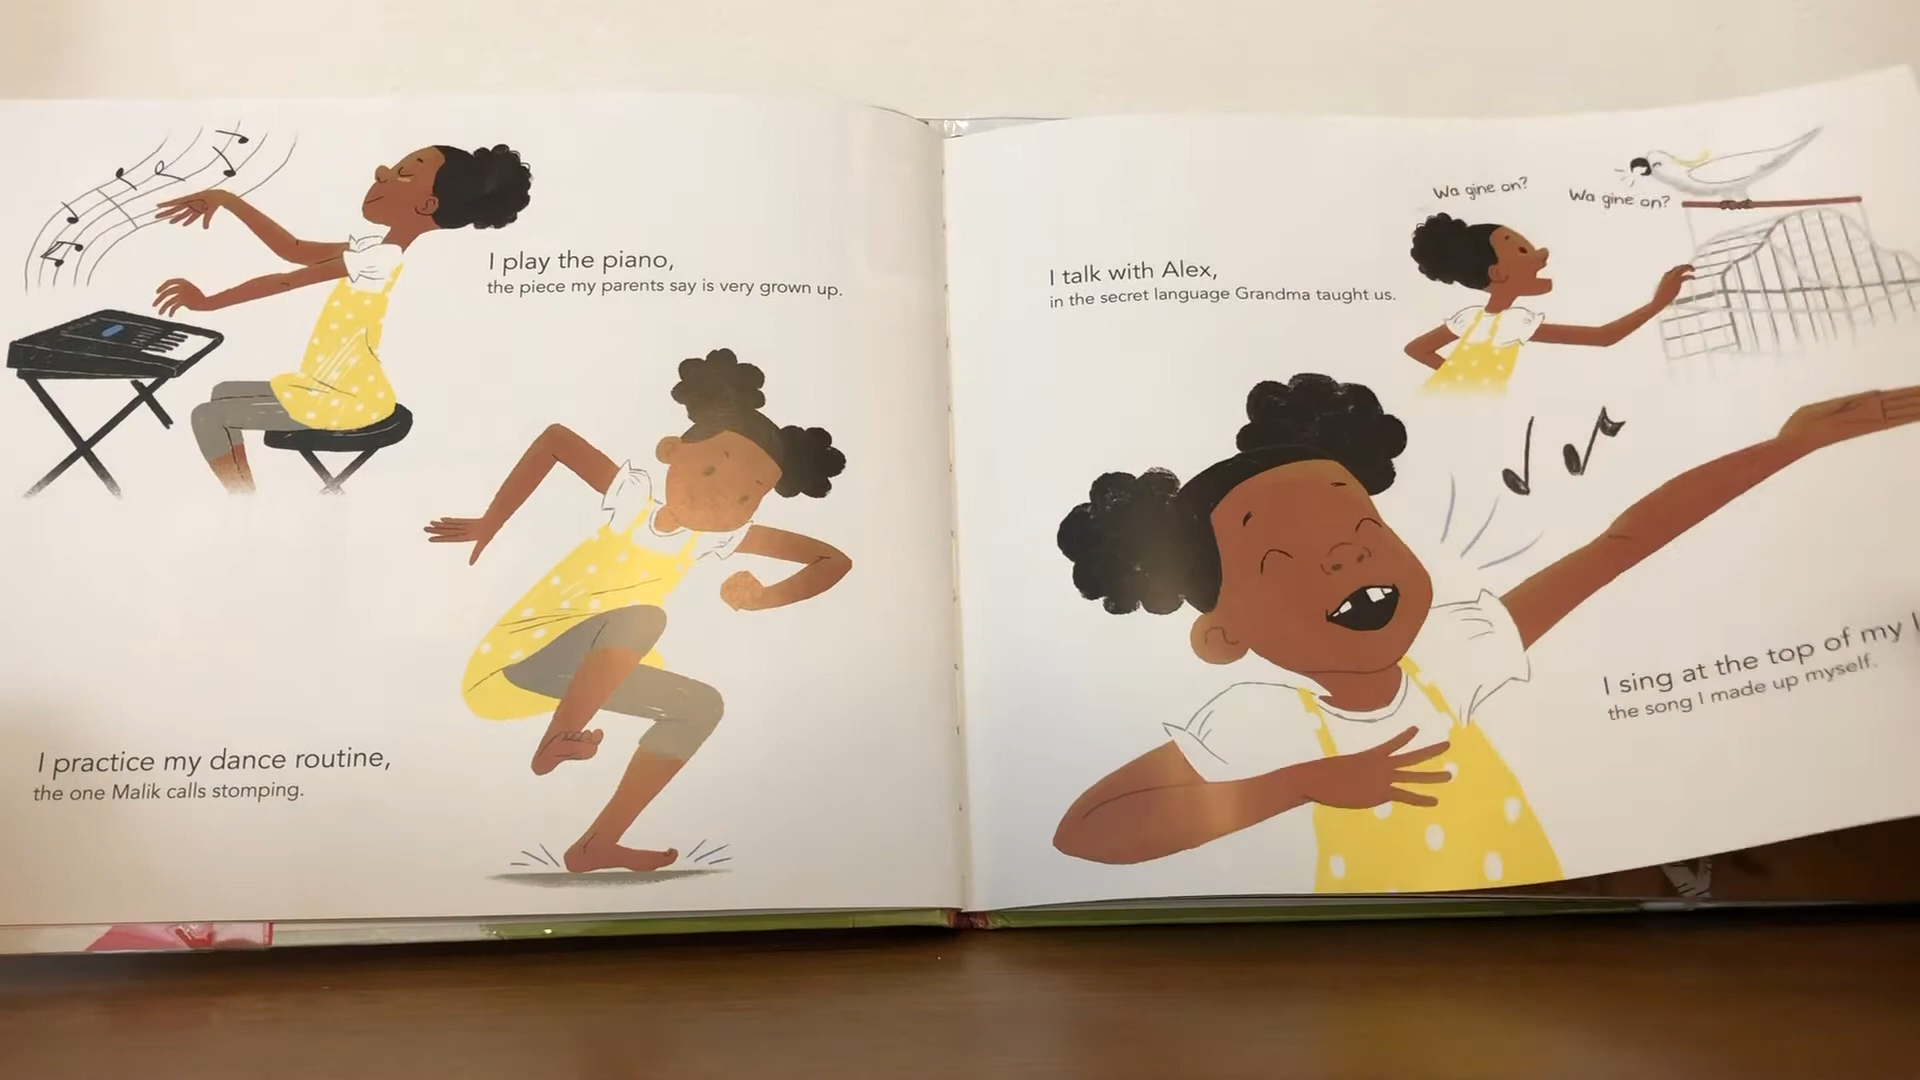 I play the piano,
the piece my parents say is very grown up.
I practice my dance routine,
the one Malik calls stomping.
Wa gine on?
Wa gine on?
I talk with Alex,
in the secret language Grandma taught us.
I sing at the top of my
the song I made up myself.